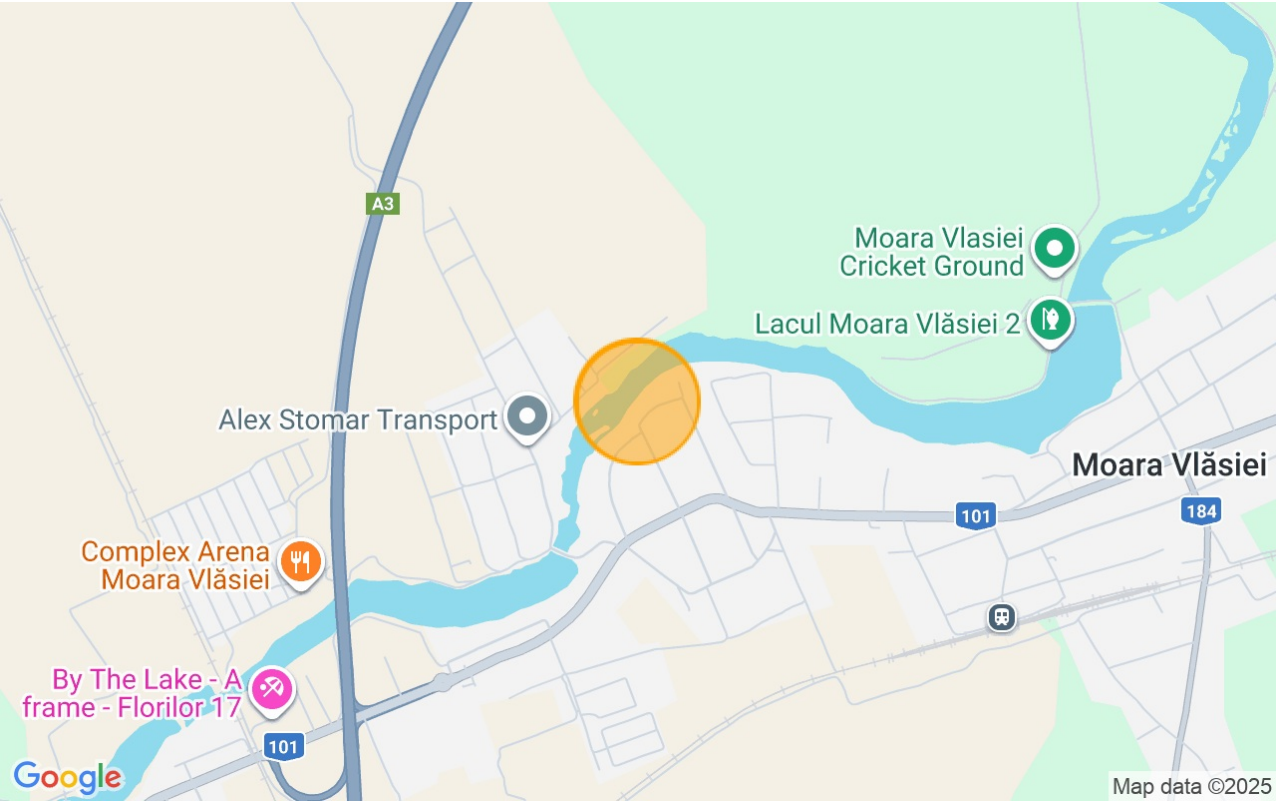 A3
Moara Vlasiei
Cricket Ground
Lacul Moara Vlăsiei 2
Alex Stomar Transport
Moara Vlăsiei
101
184
Complex Arena
Moara Vlăsiei
By The Lake - A
frame - Florilor 17
101
Google
Map data ©2025